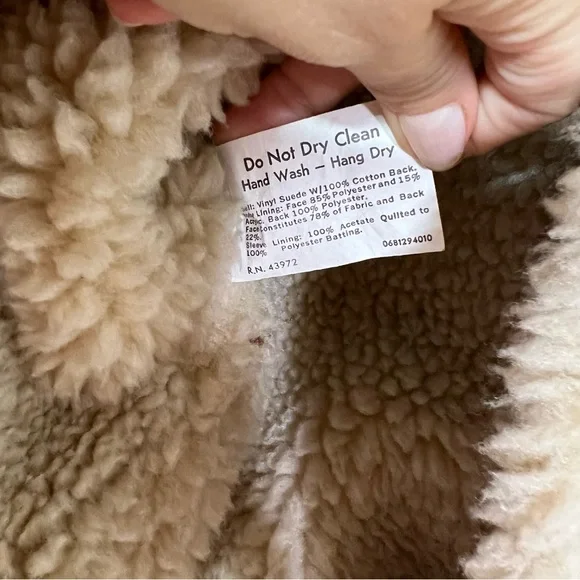 Do Not Dry Clean
Hand Wash – Hang Dry
Vinyl Suede W/100% Cotton Back.
Lining: Face 85% Polyester and 15%
Back 100% Polyester.
Face Constitutes 78% of Fabric and Back
22%.
Sleeve Lining: 100% Acetate Quilted to
100% Polyester Batting.
R.N. 43972 0681294010